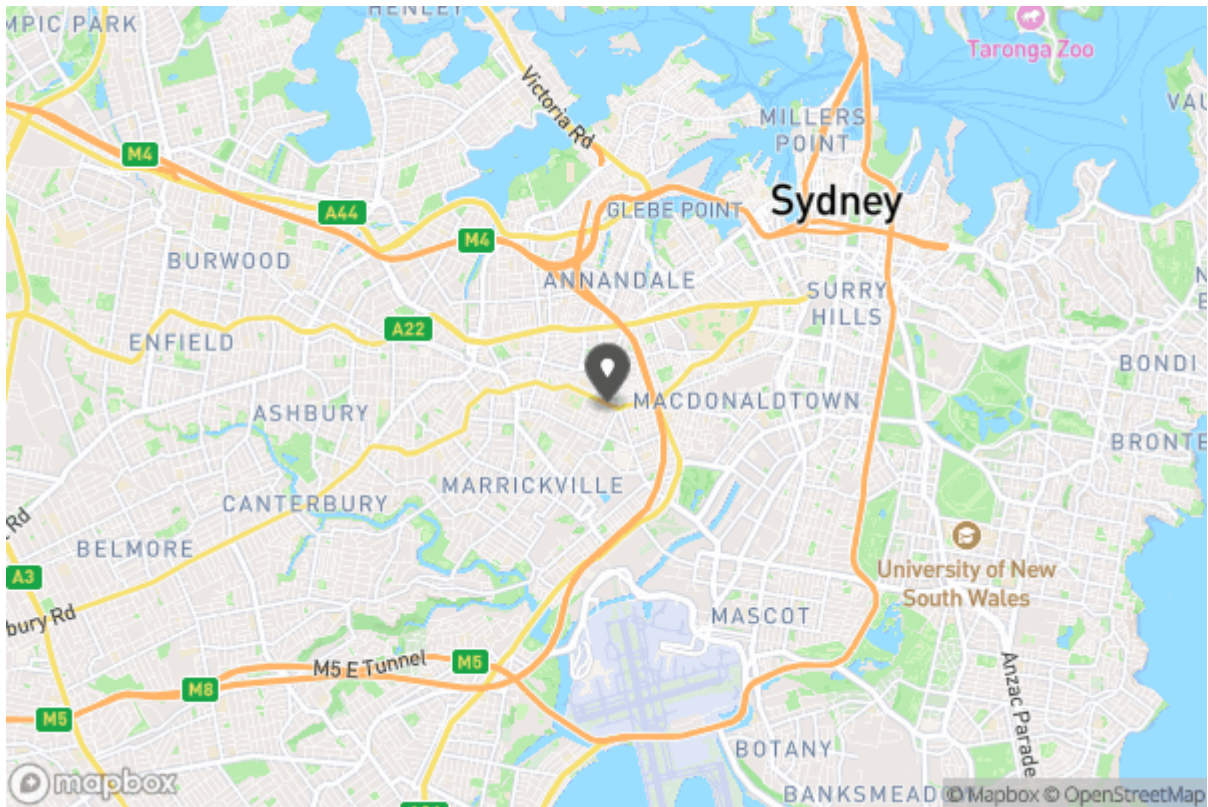 HENLEY
MPIC PARK
Taronga Zoo
Victoria Rd
MILLERS
POINT
VAU
M4
Sydney
A44
GLEBE POINT
M4
BURWOOD
ANNANDALE
SURRY
HILLS
A22
ENFIELD
BONDI
MACDONALDTOWN
ASHBURY
BRONTE
MARRICKVILLE
CANTERBURY
Rd
BELMORE
University of New
South Wales
A3
bury Rd
MASCOT
M5 E Tunnel
M5
M8
Anzac Parade
M5
BOTANY
mapbox
BANKSMEADO
© Mapbox © OpenStreetMap